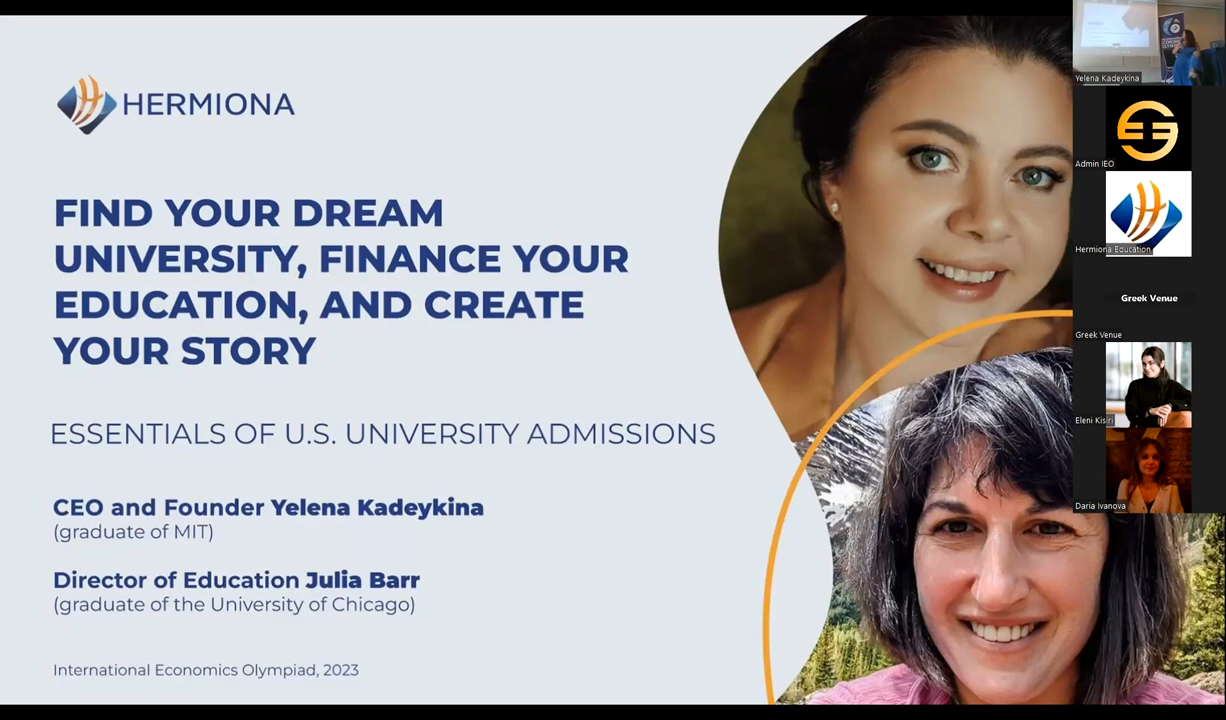 HERMIONA
FIND YOUR DREAM
UNIVERSITY, FINANCE YOUR
EDUCATION, AND CREATE
YOUR STORY
ESSENTIALS OF U.S. UNIVERSITY ADMISSIONS
CEO and Founder Yelena Kadeykina
(graduate of MIT)
Director of Education Julia Barr
(graduate of the University of Chicago)
International Economics Olympiad, 2023
Yelena Kadeykina
Admin IEO
Hermiona Education
Greek Venue
Greek Venue
Eleni Kisiri
Daria Ivanova